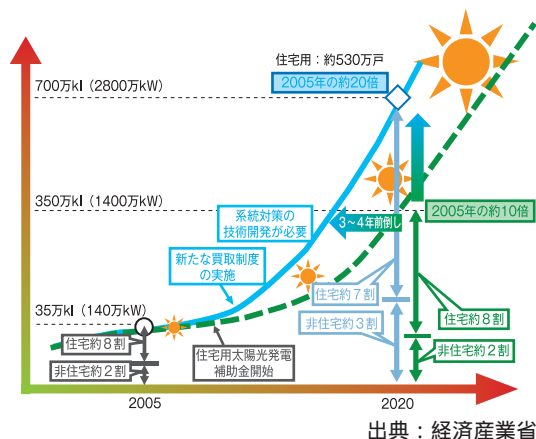 住宅用：約530万戸
700万kl（2800万kW）
2005年の約20倍
350万kl（1400万kW）
2005年の約10倍
系統対策の
技術開発が必要
3〜4年前倒し
新たな買取制度
の実施
35万kl（140万kW）
住宅約7割
住宅約8割
非住宅約3割
住宅約8割
非住宅約2割
住宅用太陽光発電
補助金開始
非住宅約2割
2005
2020
出典：経済産業省